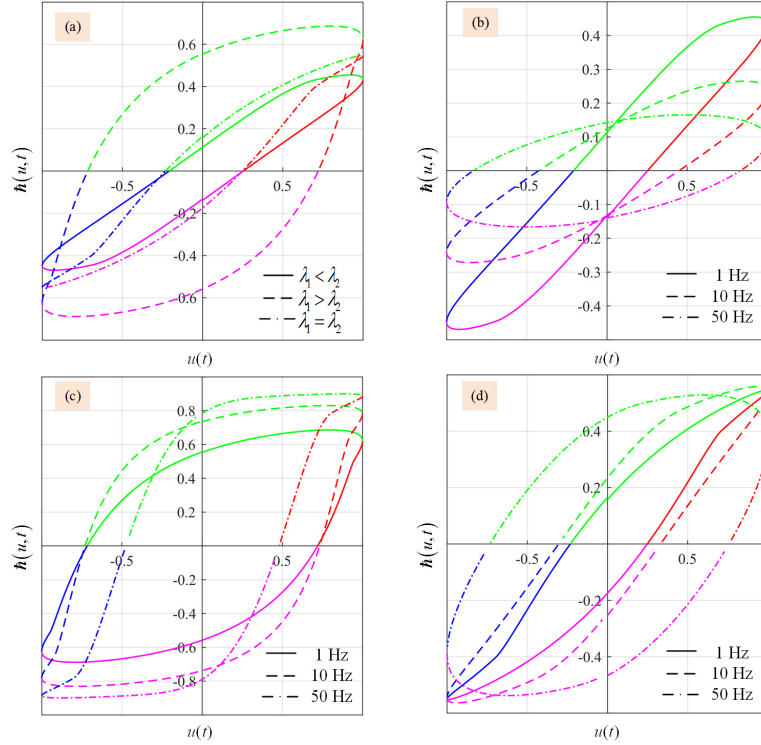 (a)
ℏ(u,t)
0.6
0.4
0.2
-0.5
0.5
-0.2
-0.4
-0.6
λ₁<λ₂
λ₁>λ₂
λ₁=λ₂
u(t)
(b)
ℏ(u,t)
0.4
0.3
0.2
0.1
-0.5
0.5
-0.1
-0.2
-0.3
-0.4
1 Hz
10 Hz
50 Hz
u(t)
(c)
ℏ(u,t)
0.8
0.6
0.4
0.2
-0.5
0.5
-0.2
-0.4
-0.6
-0.8
1 Hz
10 Hz
50 Hz
u(t)
(d)
ℏ(u,t)
0.4
0.2
-0.5
0.5
-0.2
-0.4
1 Hz
10 Hz
50 Hz
u(t)